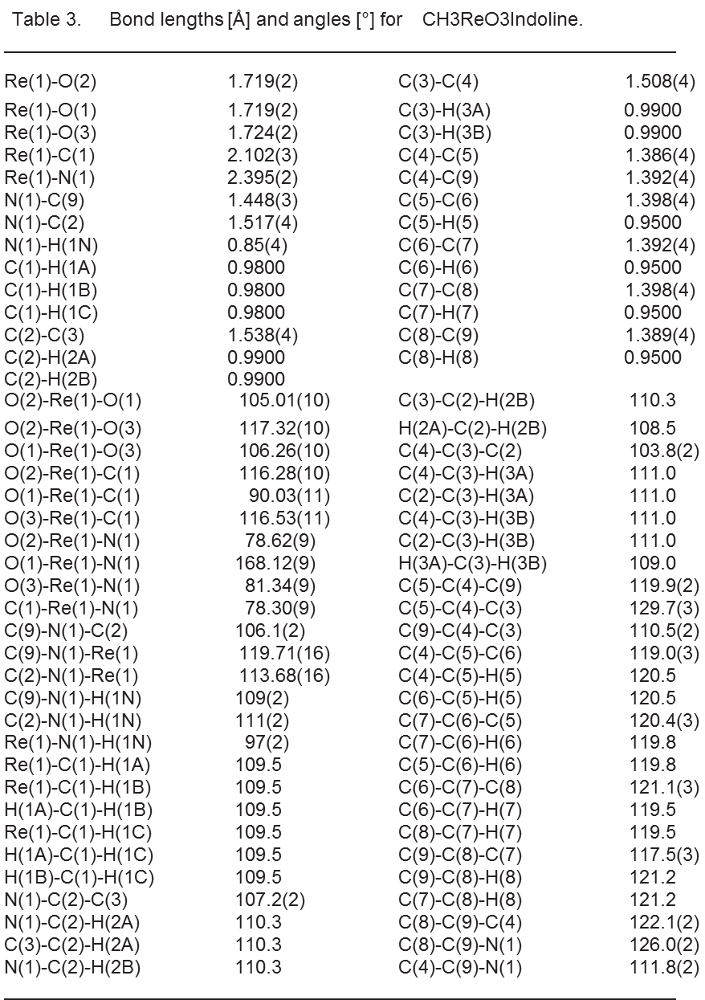 Table 3. Bond lengths [Å] and angles [°] for CH3ReO3Indoline.
Re(1)-O(2) 1.719(2) C(3)-C(4) 1.508(4)
Re(1)-O(1) 1.719(2) C(3)-H(3A) 0.9900
Re(1)-O(3) 1.724(2) C(3)-H(3B) 0.9900
Re(1)-C(1) 2.102(3) C(4)-C(5) 1.386(4)
Re(1)-N(1) 2.395(2) C(4)-C(9) 1.392(4)
N(1)-C(9) 1.448(3) C(5)-C(6) 1.398(4)
N(1)-C(2) 1.517(4) C(5)-H(5) 0.9500
N(1)-H(1N) 0.85(4) C(6)-C(7) 1.392(4)
C(1)-H(1A) 0.9800 C(6)-H(6) 0.9500
C(1)-H(1B) 0.9800 C(7)-C(8) 1.398(4)
C(1)-H(1C) 0.9800 C(7)-H(7) 0.9500
C(2)-C(3) 1.538(4) C(8)-C(9) 1.389(4)
C(2)-H(2A) 0.9900 C(8)-H(8) 0.9500
C(2)-H(2B) 0.9900
O(2)-Re(1)-O(1) 105.01(10) C(3)-C(2)-H(2B) 110.3
O(2)-Re(1)-O(3) 117.32(10) H(2A)-C(2)-H(2B) 108.5
O(1)-Re(1)-O(3) 106.26(10) C(4)-C(3)-C(2) 103.8(2)
O(2)-Re(1)-C(1) 116.28(10) C(4)-C(3)-H(3A) 111.0
O(1)-Re(1)-C(1) 90.03(11) C(2)-C(3)-H(3A) 111.0
O(3)-Re(1)-C(1) 116.53(11) C(4)-C(3)-H(3B) 111.0
O(2)-Re(1)-N(1) 78.62(9) C(2)-C(3)-H(3B) 111.0
O(1)-Re(1)-N(1) 168.12(9) H(3A)-C(3)-H(3B) 109.0
O(3)-Re(1)-N(1) 81.34(9) C(5)-C(4)-C(9) 119.9(2)
C(1)-Re(1)-N(1) 78.30(9) C(5)-C(4)-C(3) 129.7(3)
C(9)-N(1)-C(2) 106.1(2) C(9)-C(4)-C(3) 110.5(2)
C(9)-N(1)-Re(1) 119.71(16) C(4)-C(5)-C(6) 119.0(3)
C(2)-N(1)-Re(1) 113.68(16) C(4)-C(5)-H(5) 120.5
C(9)-N(1)-H(1N) 109(2) C(6)-C(5)-H(5) 120.5
C(2)-N(1)-H(1N) 111(2) C(7)-C(6)-C(5) 120.4(3)
Re(1)-N(1)-H(1N) 97(2) C(7)-C(6)-H(6) 119.8
Re(1)-C(1)-H(1A) 109.5 C(5)-C(6)-H(6) 119.8
Re(1)-C(1)-H(1B) 109.5 C(6)-C(7)-C(8) 121.1(3)
H(1A)-C(1)-H(1B) 109.5 C(6)-C(7)-H(7) 119.5
Re(1)-C(1)-H(1C) 109.5 C(8)-C(7)-H(7) 119.5
H(1A)-C(1)-H(1C) 109.5 C(9)-C(8)-C(7) 117.5(3)
H(1B)-C(1)-H(1C) 109.5 C(9)-C(8)-H(8) 121.2
N(1)-C(2)-C(3) 107.2(2) C(7)-C(8)-H(8) 121.2
N(1)-C(2)-H(2A) 110.3 C(8)-C(9)-C(4) 122.1(2)
C(3)-C(2)-H(2A) 110.3 C(8)-C(9)-N(1) 126.0(2)
N(1)-C(2)-H(2B) 110.3 C(4)-C(9)-N(1) 111.8(2)